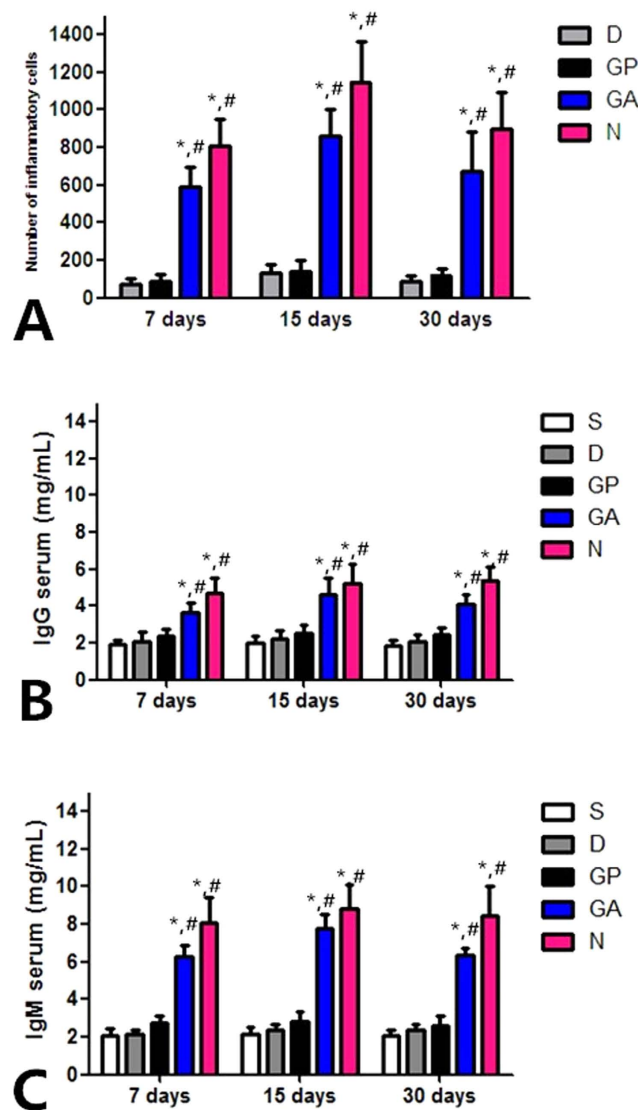 1400
1200
1000
800
600
400
200
0
Number of inflammatory cells
*,# *,# *,# *,# *,# *,#
7 days 15 days 30 days
D
GP
GA
N
A
14
12
10
8
6
4
2
0
IgG serum (mg/mL)
*,# *,# *,# *,# *,# *,#
7 days 15 days 30 days
S
D
GP
GA
N
B
14
12
10
8
6
4
2
0
IgM serum (mg/mL)
*,# *,# *,# *,# *,# *,#
7 days 15 days 30 days
S
D
GP
GA
N
C